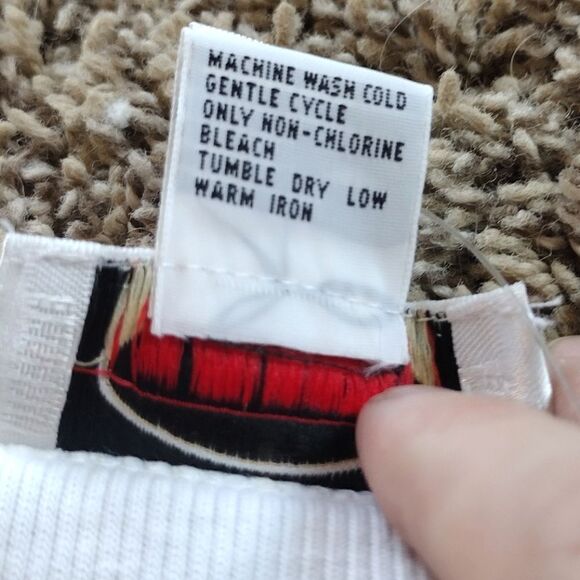 MACHINE WASH COLD
GENTLE CYCLE
ONLY NON-CHLORINE
BLEACH
TUMBLE DRY LOW
WARM IRON